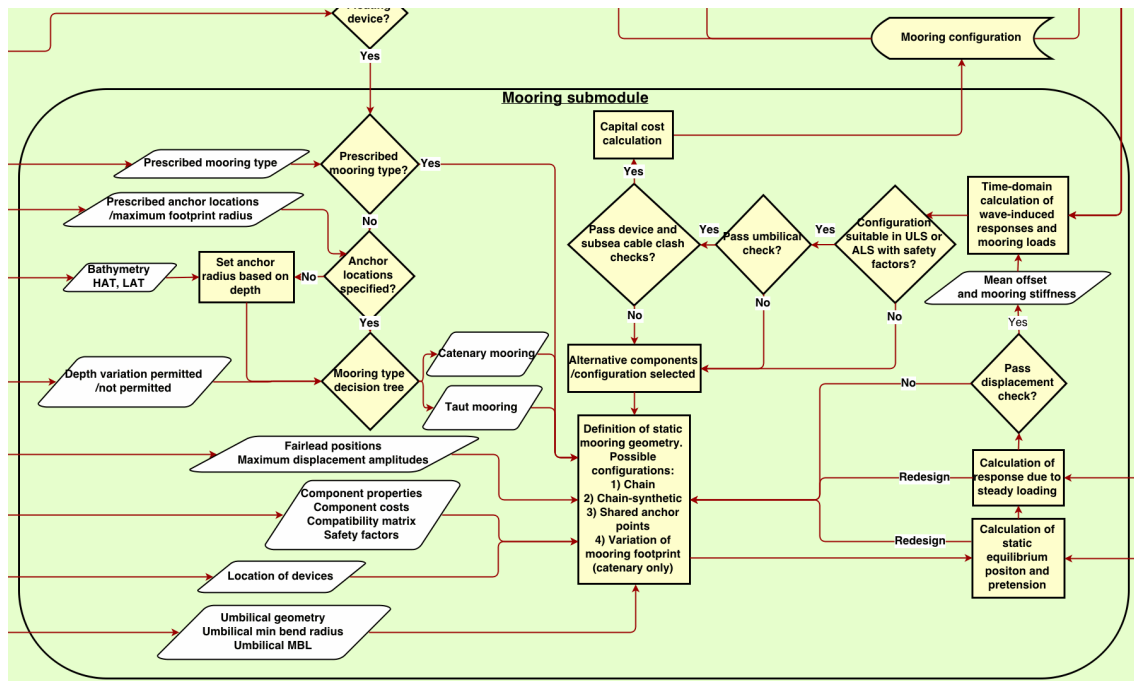 device?
Yes
Mooring configuration
Mooring submodule
Capital cost
calculation
Prescribed mooring type
Prescribed
mooring type?
Yes
Yes
No
Prescribed anchor locations
/maximum footprint radius
Pass device and
subsea cable clash
checks?
Yes
Pass umbilical
check?
Yes
Configuration
suitable in ULS or
ALS with safety
factors?
Time-domain
calculation of
wave-induced
responses and
mooring loads
Bathymetry
HAT, LAT
Set anchor
radius based on
depth
No
Anchor
locations
specified?
Mean offset
and mooring stiffness
No
No
No
Yes
Yes
Depth variation permitted
/not permitted
Mooring type
decision tree
Catenary mooring
Taut mooring
Alternative components
/configuration selected
No
Pass
displacement
check?
Fairlead positions
Maximum displacement amplitudes
Definition of static
mooring geometry.
Possible
configurations:
1) Chain
2) Chain-synthetic
3) Shared anchor
points
4) Variation of
mooring footprint
(catenary only)
Redesign
Calculation of
response due to
steady loading
Component properties
Component costs
Compatibility matrix
Safety factors
Redesign
Calculation of
static
equilibrium
positon and
pretension
Location of devices
Umbilical geometry
Umbilical min bend radius
Umbilical MBL